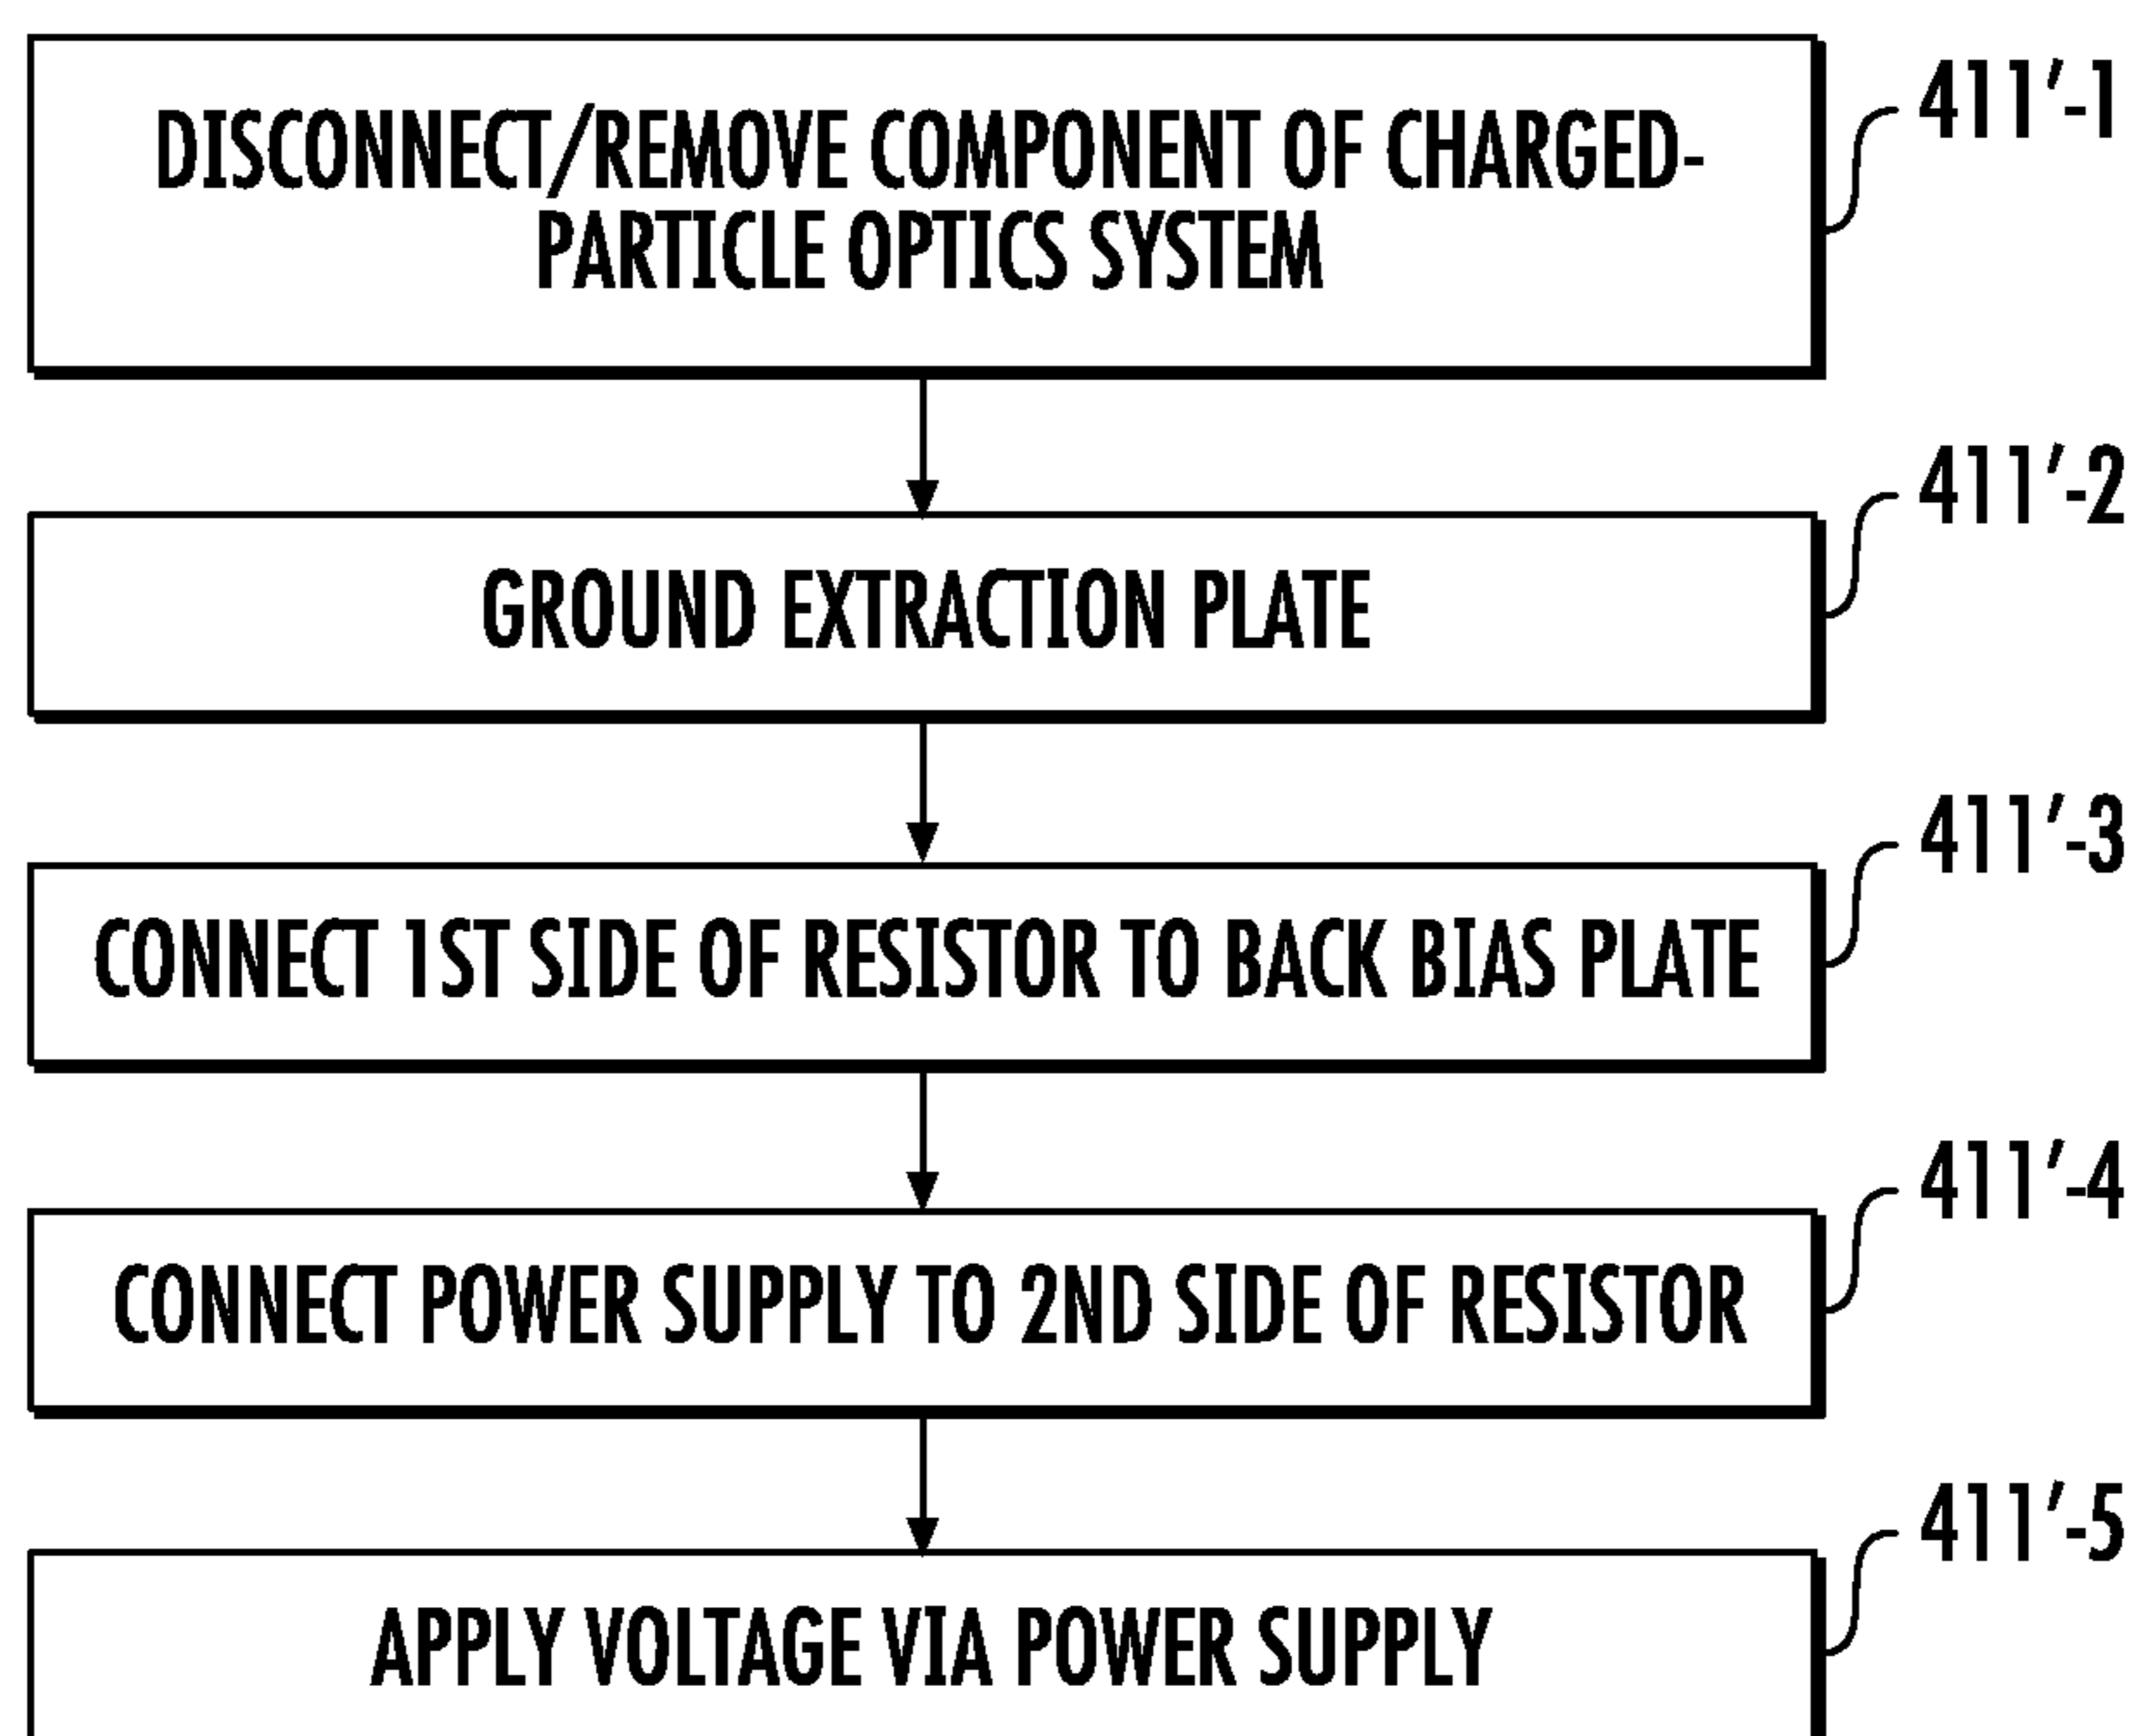 DISCONNECT/REMOVE COMPONENT OF CHARGED-
PARTICLE OPTICS SYSTEM
411'-1
GROUND EXTRACTION PLATE
411'-2
CONNECT 1ST SIDE OF RESISTOR TO BACK BIAS PLATE
411'-3
CONNECT POWER SUPPLY TO 2ND SIDE OF RESISTOR
411'-4
APPLY VOLTAGE VIA POWER SUPPLY
411'-5